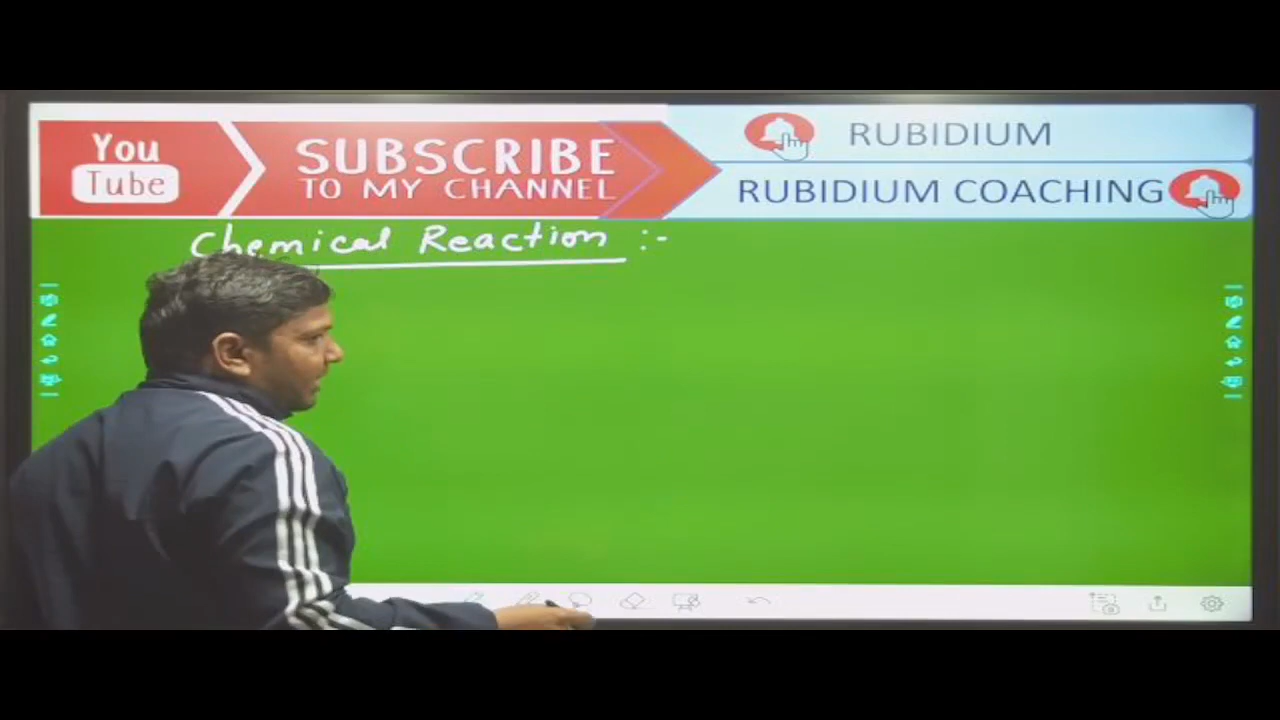 You
Tube
SUBSCRIBE
TO MY CHANNEL
RUBIDIUM
RUBIDIUM COACHING
Chemical Reaction :-